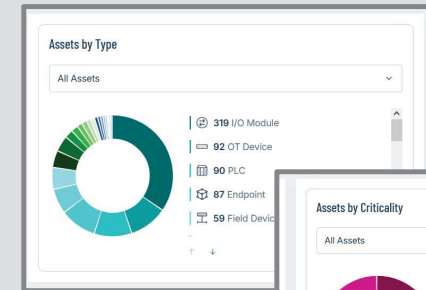 Assets by Type
All Assets
319 I/O Module
92 OT Device
90 PLC
87 Endpoint
59 Field Devic
Assets by Criticality
All Assets